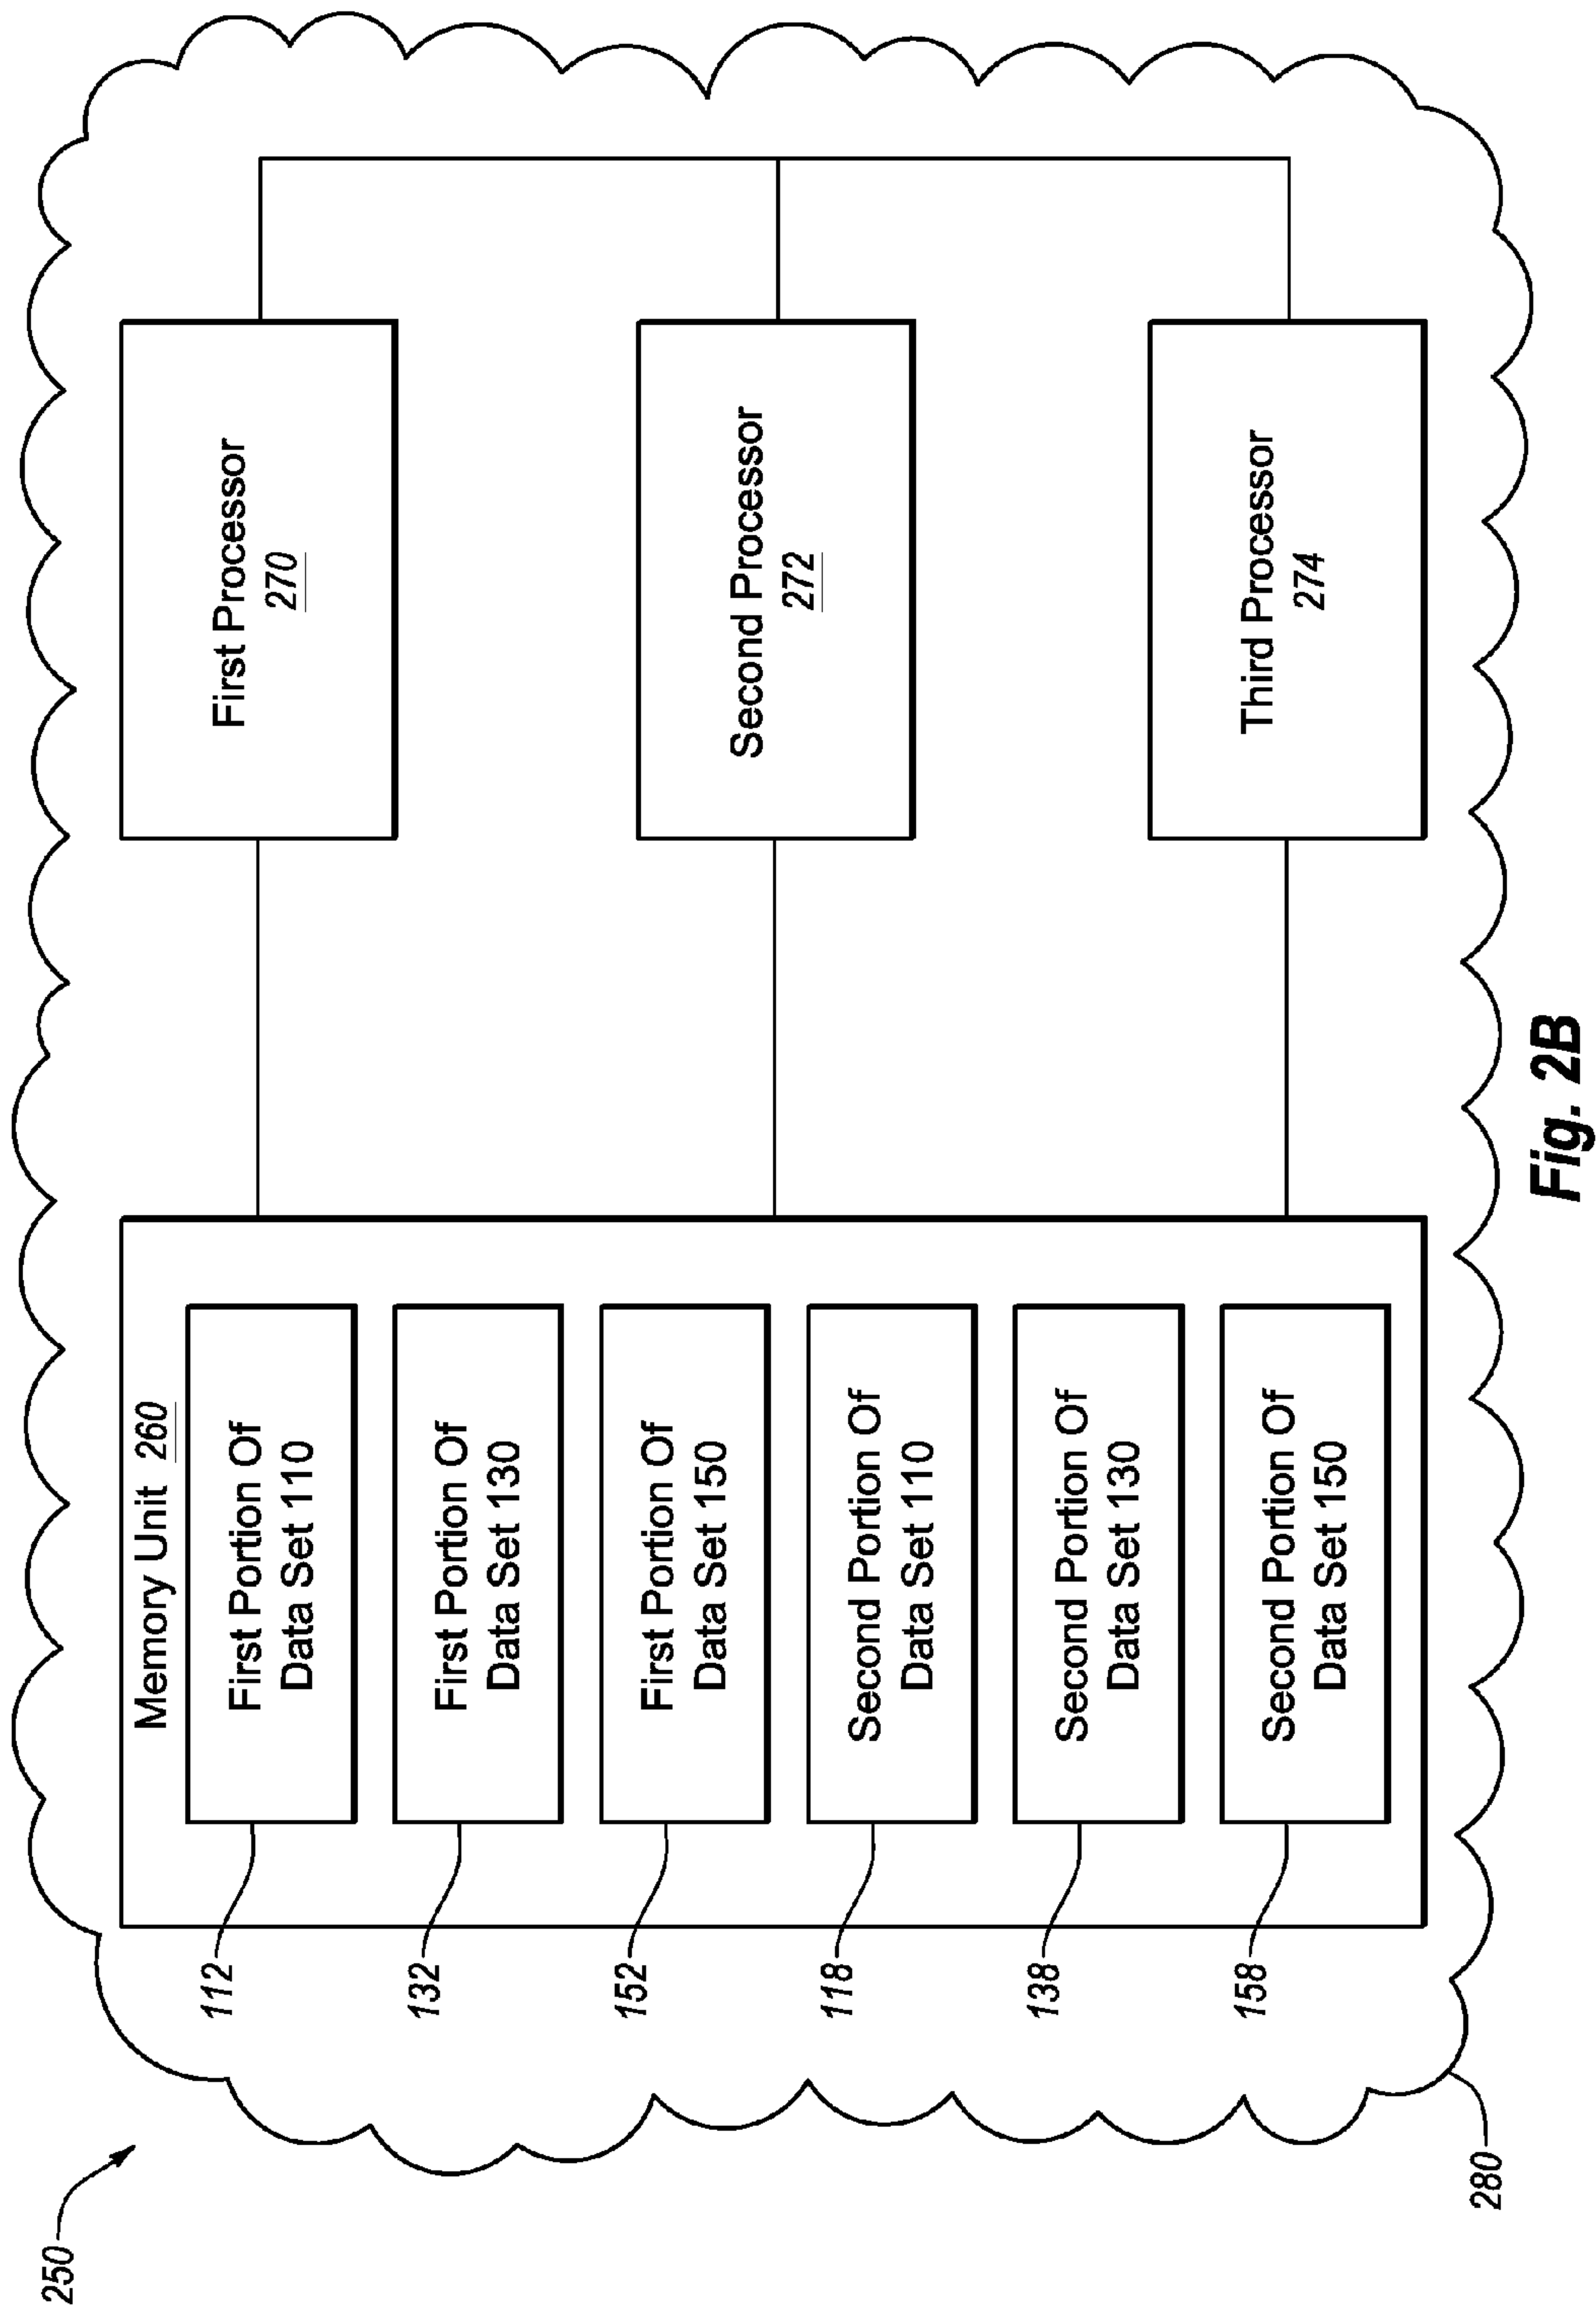 250
Memory Unit 260
112
First Portion Of
Data Set 110
132
First Portion Of
Data Set 130
152
First Portion Of
Data Set 150
118
Second Portion Of
Data Set 110
138
Second Portion Of
Data Set 130
158
Second Portion Of
Data Set 150
First Processor
270
Second Processor
272
Third Processor
274
280
Fig. 2B